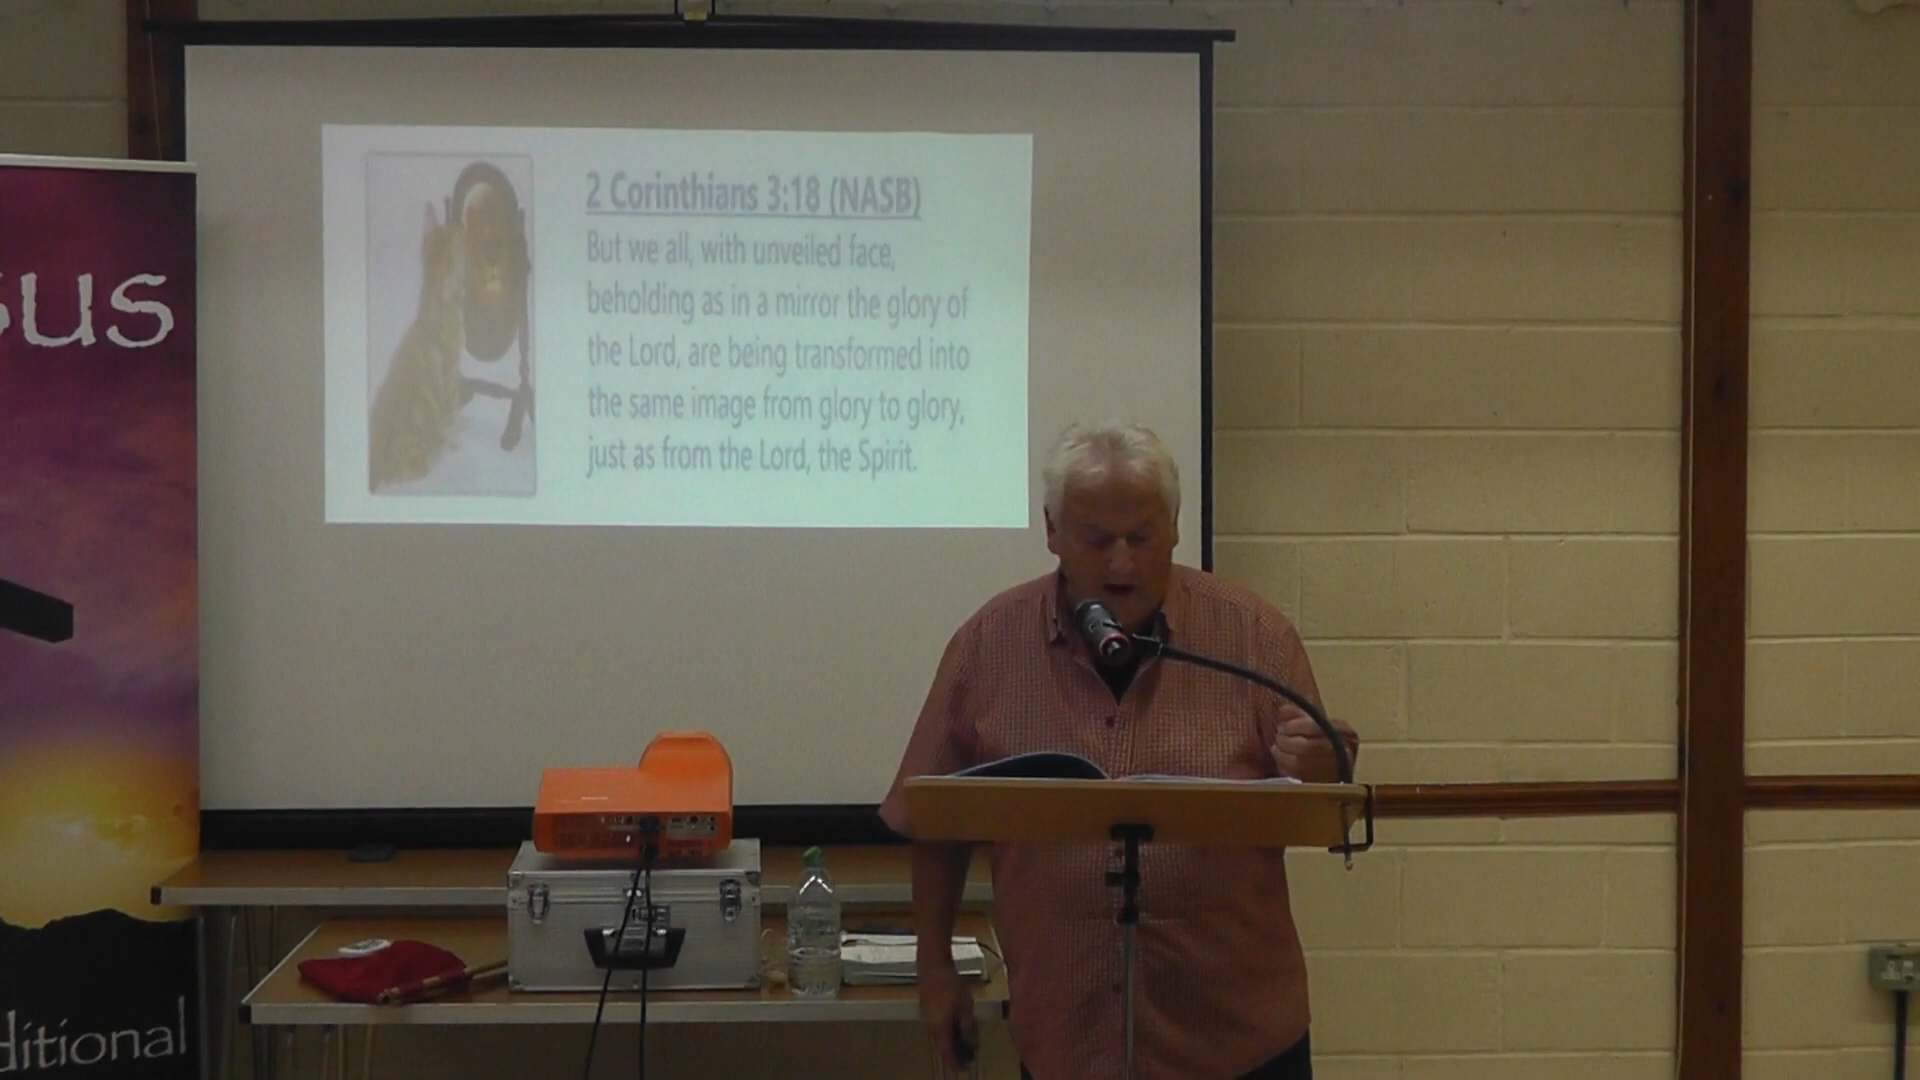 sus
ditional
2 Corinthians 3:18 (NASB)
But we all, with unveiled face,
beholding as in a mirror the glory of
the Lord, are being transformed into
the same image from glory to glory,
just as from the Lord, the Spirit.